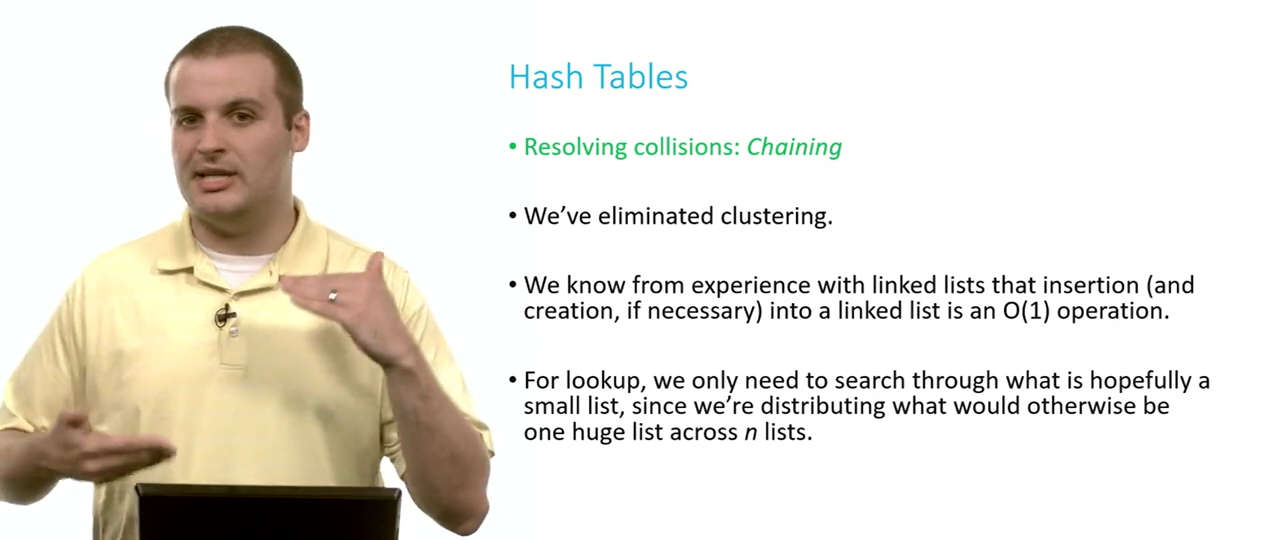 Hash Tables
• Resolving collisions: Chaining
• We’ve eliminated clustering.
• We know from experience with linked lists that insertion (and
creation, if necessary) into a linked list is an O(1) operation.
• For lookup, we only need to search through what is hopefully a
small list, since we’re distributing what would otherwise be
one huge list across n lists.